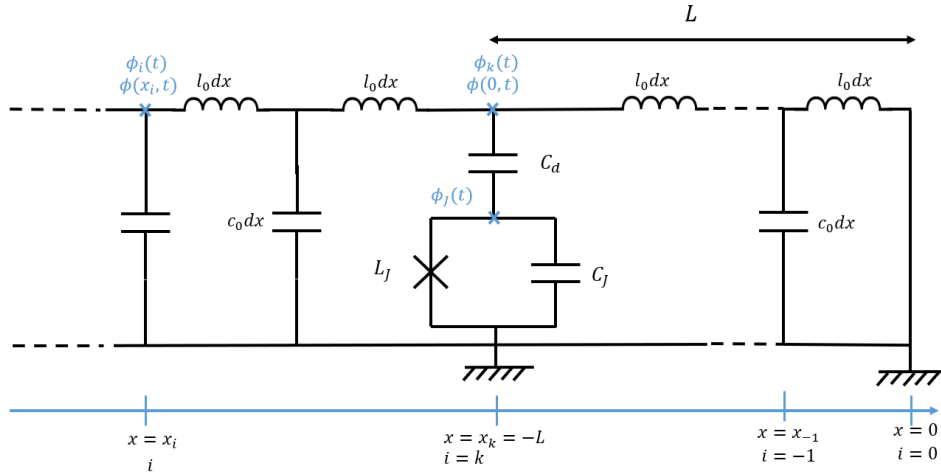 L
ϕ_i(t)
ϕ(x_i, t)
l_0dx
l_0dx
ϕ_k(t)
ϕ(0, t)
l_0dx
l_0dx
C_d
ϕ_J(t)
c_0dx
c_0dx
L_J
C_J
x = x_i
i
x = x_k = −L
i = k
x = x_{−1}
i = −1
x = 0
i = 0